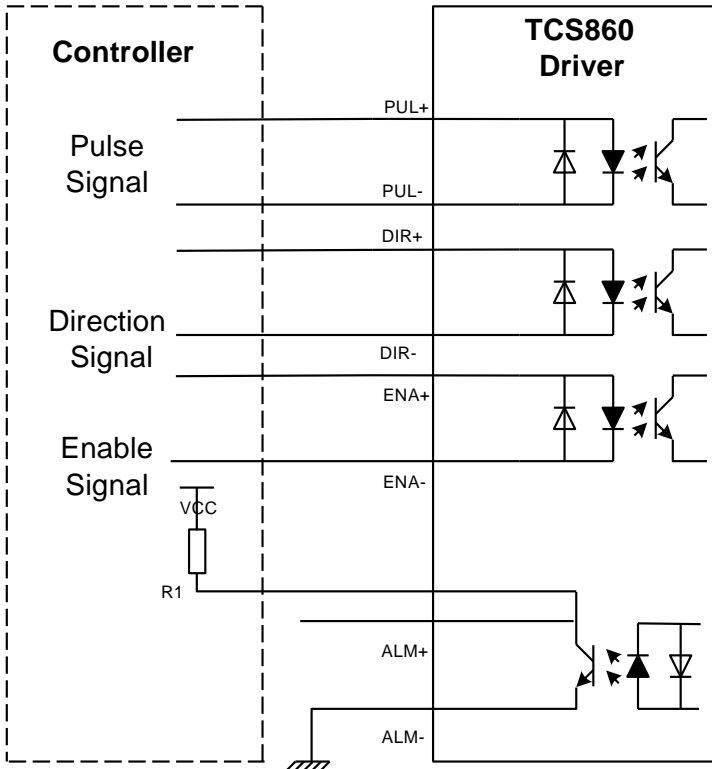 Controller
TCS860
Driver
PUL+
Pulse
Signal
PUL-
DIR+
Direction
Signal
DIR-
ENA+
Enable
Signal
ENA-
VCC
R1
ALM+
ALM-